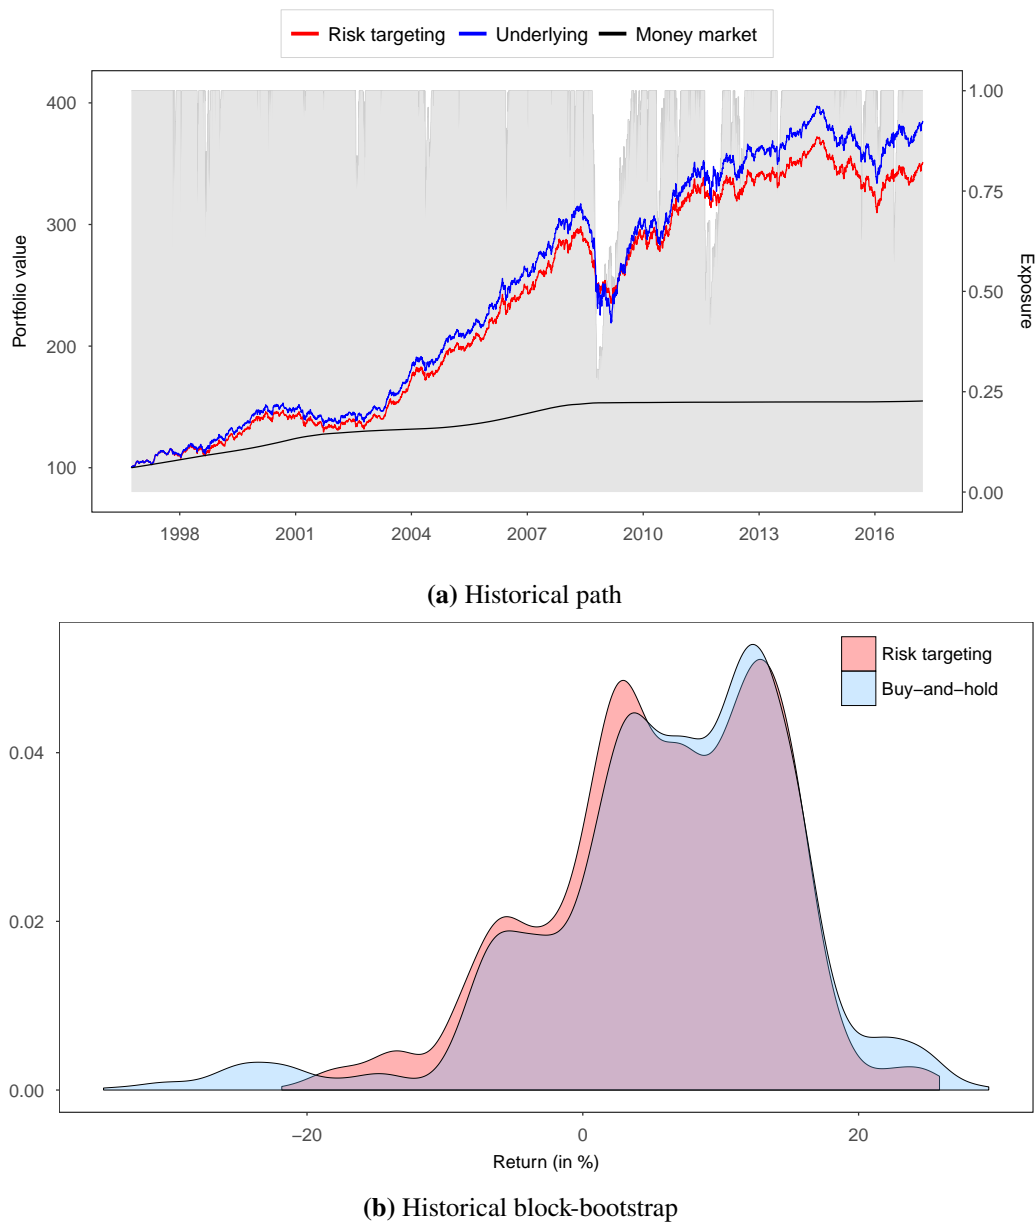 Risk targeting Underlying Money market
400
300
200
100
Portfolio value
1.00
0.75
0.50
0.25
0.00
Exposure
1998 2001 2004 2007 2010 2013 2016
(a) Historical path
Risk targeting
Buy−and−hold
0.04
0.02
0.00
−20 0 20
Return (in %)
(b) Historical block-bootstrap